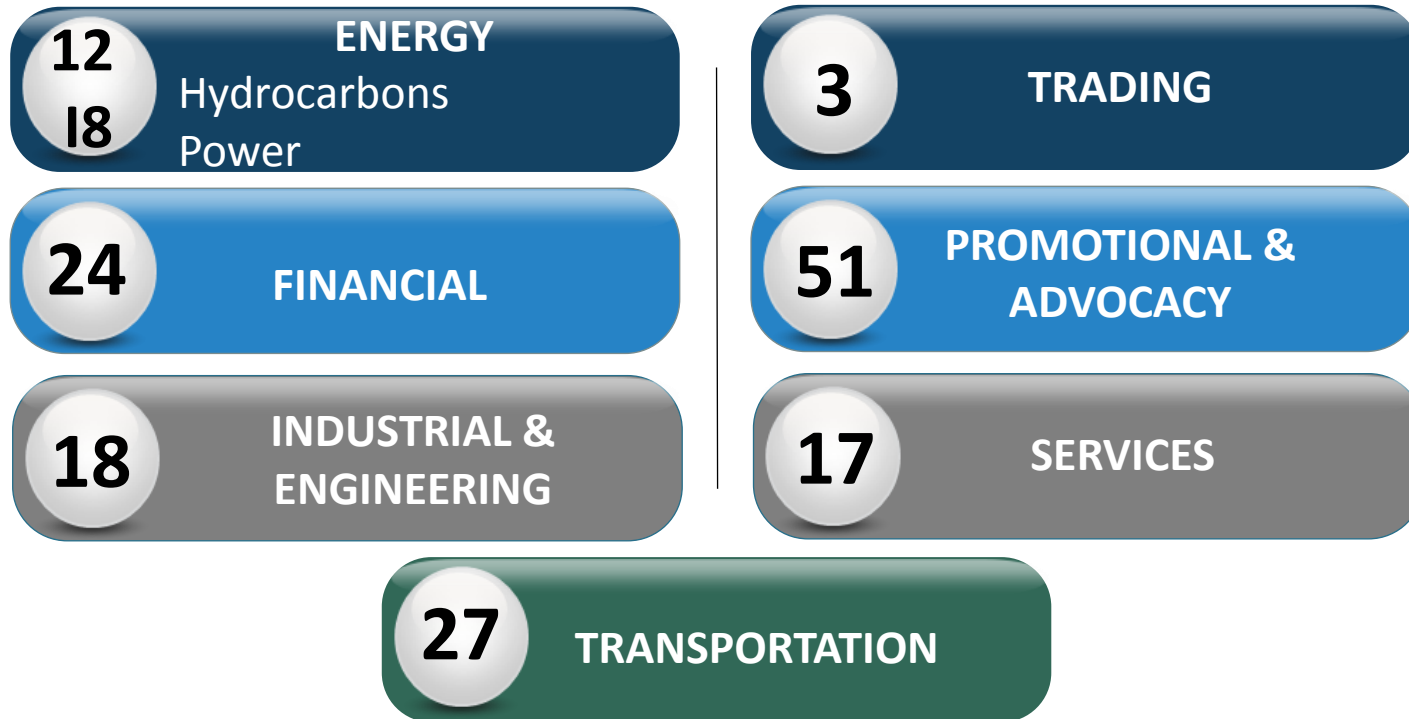 12
I8
ENERGY
Hydrocarbons
Power
3
TRADING
24
FINANCIAL
51
PROMOTIONAL &
ADVOCACY
18
INDUSTRIAL &
ENGINEERING
17
SERVICES
27
TRANSPORTATION